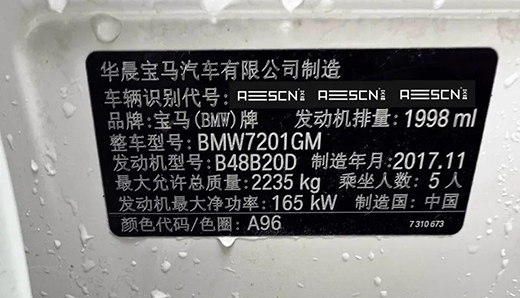 华晨宝马汽车有限公司制造
车辆识别代号:
品牌:宝马(BMW)牌 发动机排量:1998 ml
整车型号:BMW7201GM
发动机型号:B48B20D 制造年月:2017.11
最大允许总质量:2235 kg 乘坐人数:5人
发动机最大净功率:165 kW 制造国:中国
颜色代码/色圈:A96 7 310 673